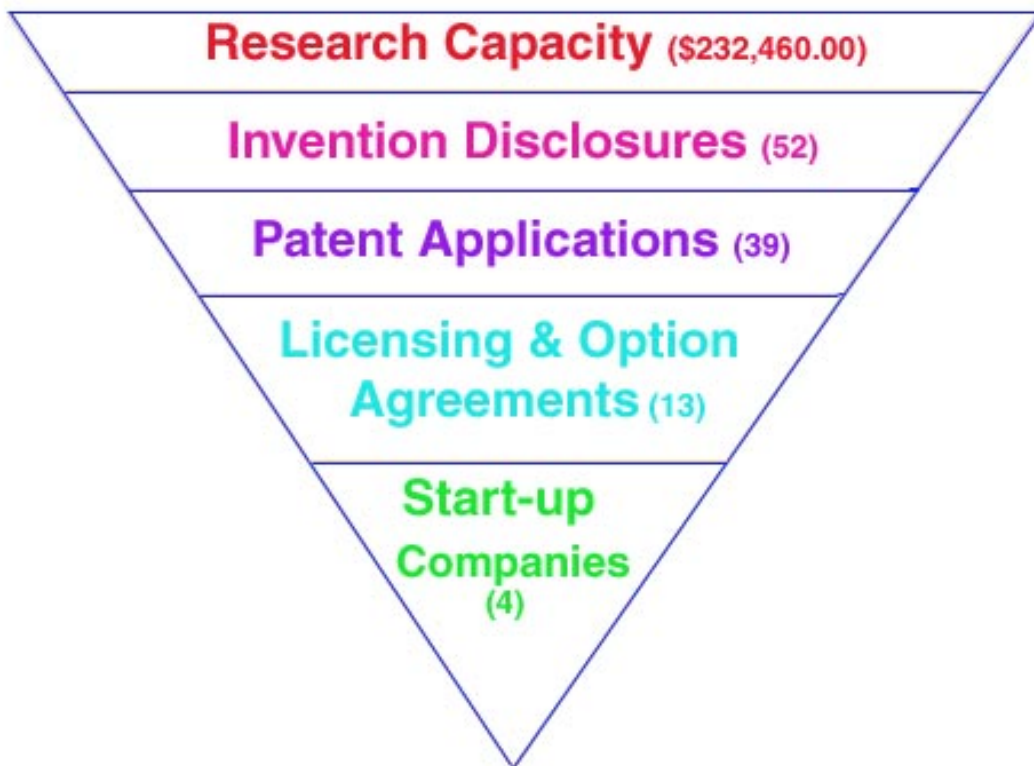 Research Capacity ($232,460.00)
Invention Disclosures (52)
Patent Applications (39)
Licensing & Option
Agreements (13)
Start-up
Companies
(4)